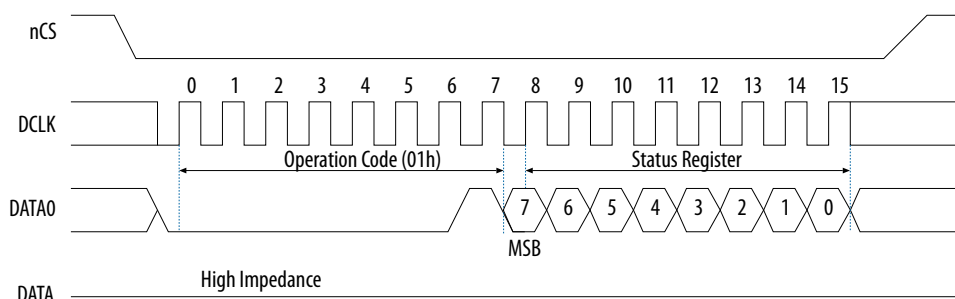 nCS
0 1 2 3 4 5 6 7 8 9 10 11 12 13 14 15
DCLK
Operation Code (01h) Status Register
DATA0 7 6 5 4 3 2 1 0
MSB
High Impedance
DATA